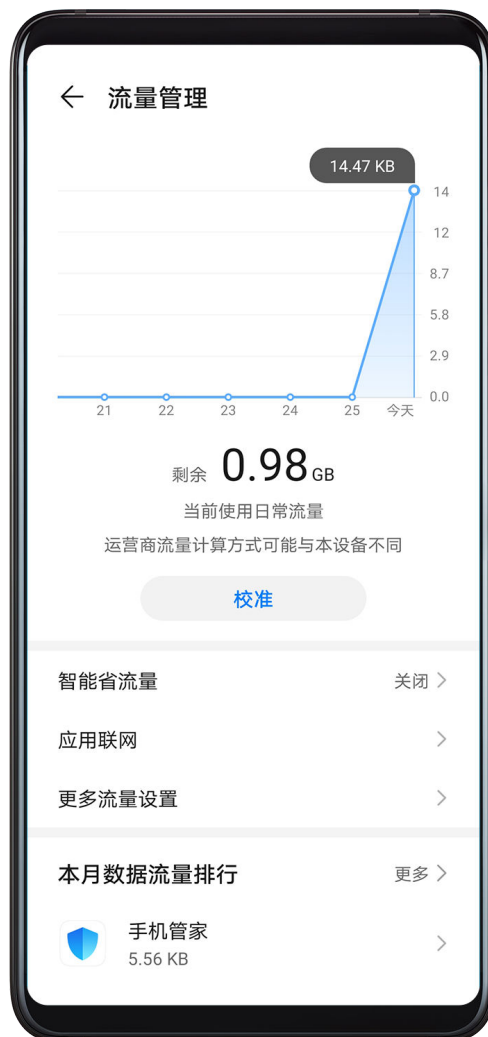 流量管理
14.47 KB
14
12
8.7
5.8
2.9
0.0
21 22 23 24 25 今天
剩余 0.98 GB
当前使用日常流量
运营商流量计算方式可能与本设备不同
校准
智能省流量 关闭
应用联网
更多流量设置
本月数据流量排行 更多
手机管家
5.56 KB